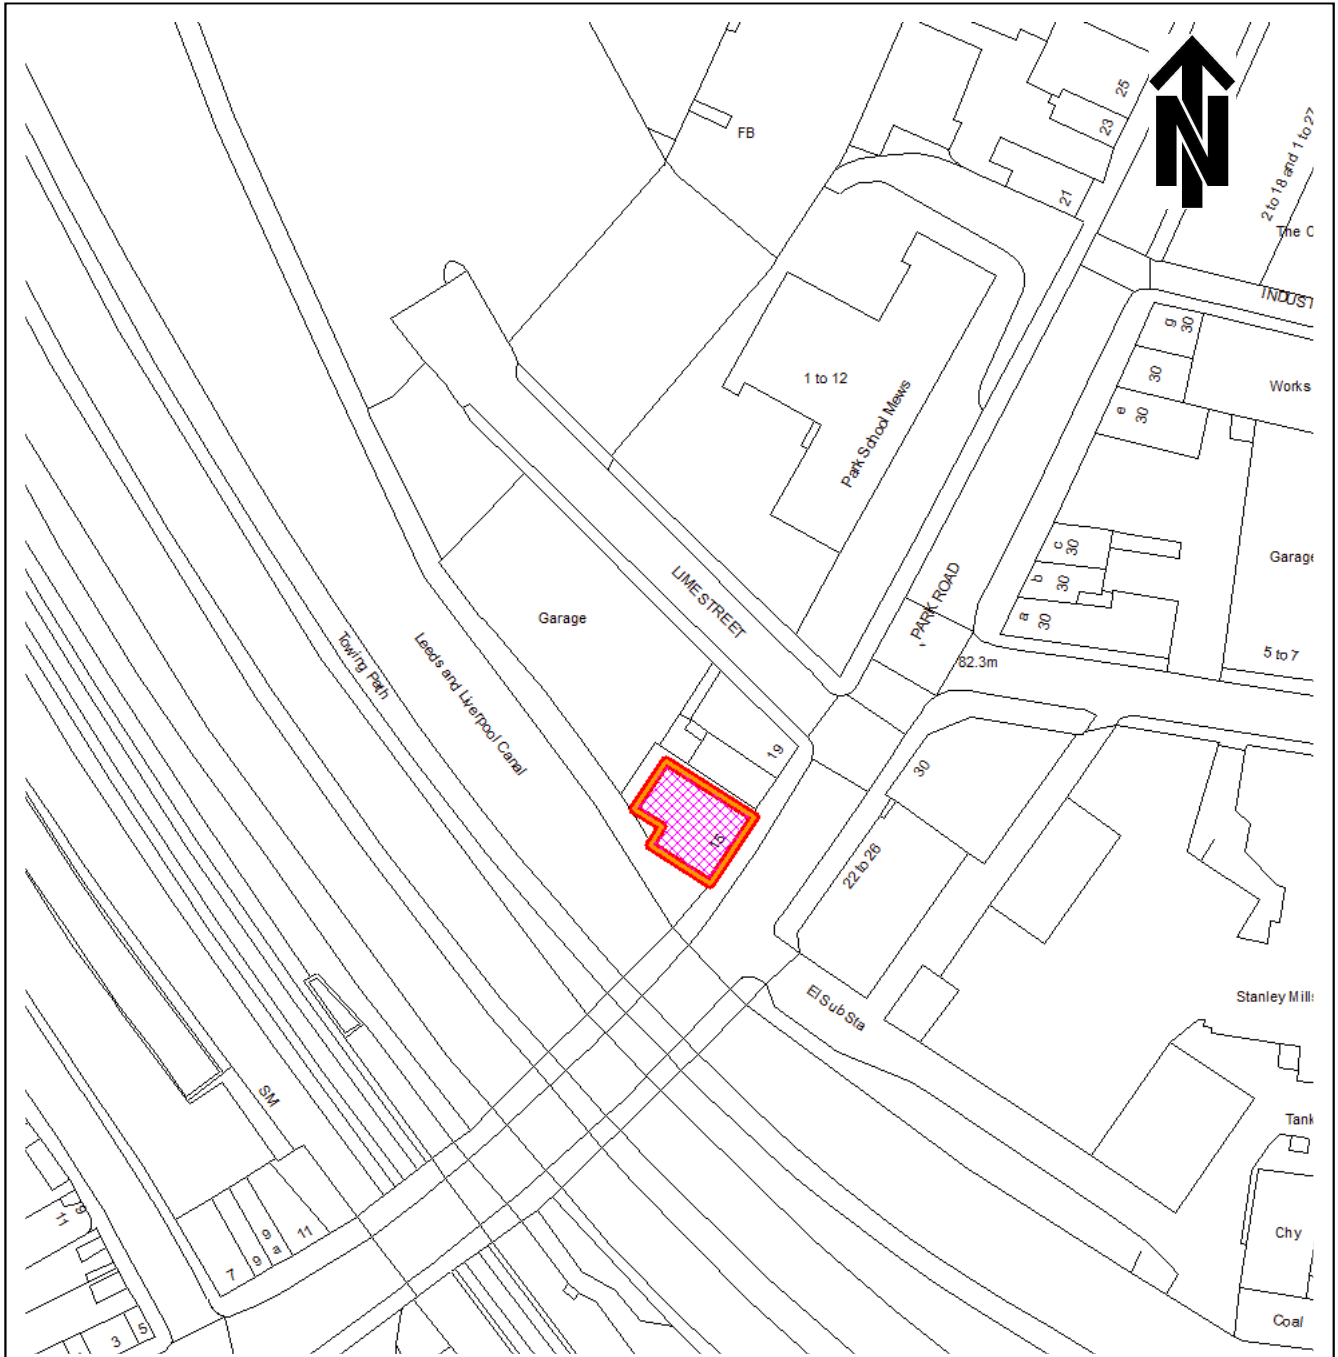 N
25
FB
23
2 to 18 and 1 to 27
21
The C
INDUST
g
30
1 to 12
30
Works
Park School Mews
e
30
c
30
Garage
LIME STREET
b
30
PARK ROAD
a
30
Garage
Towing Path
Leeds and Liverpool Canal
5 to 7
82.3m
19
30
15
22 to 26
El Sub Sta
Stanley Mills
SM
Tank
9
11
9
a
11
Chy
7
9
5
3
Coal